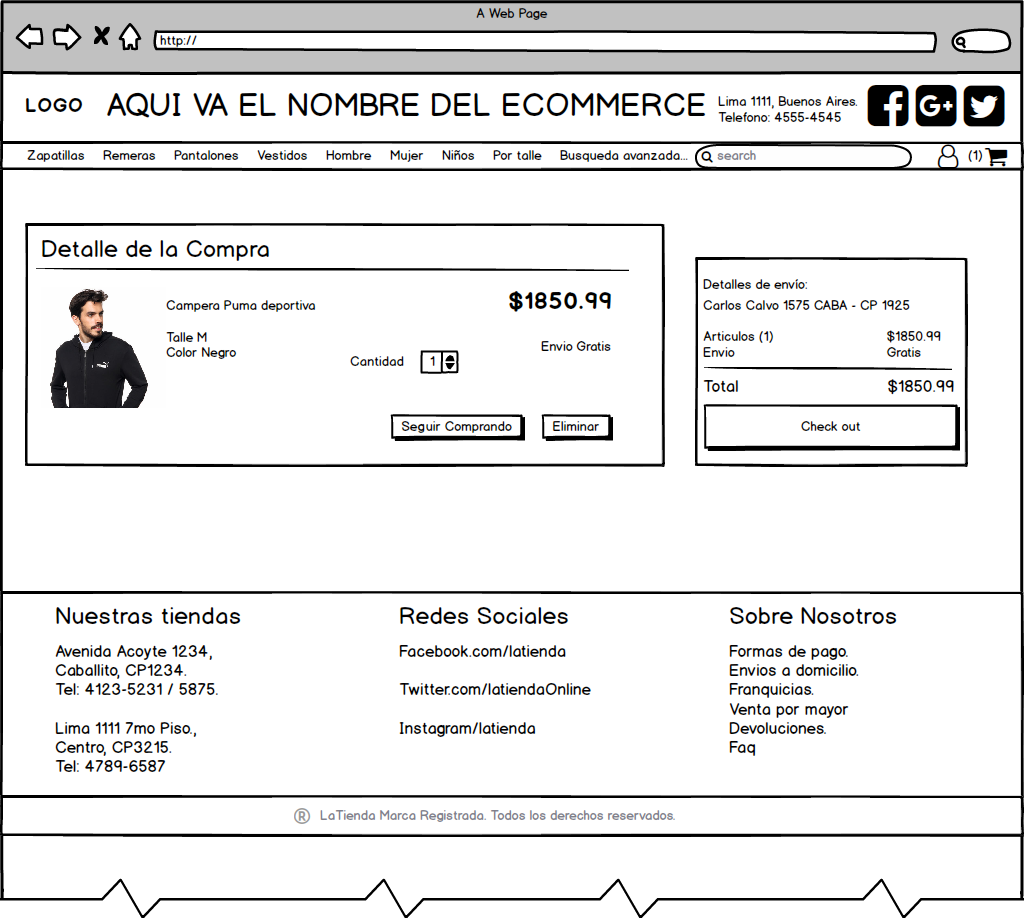 A Web Page
http://
LOGO
AQUI VA EL NOMBRE DEL ECOMMERCE
Lima 1111, Buenos Aires.
Telefono: 4555-4545
Zapatillas Remeras Pantalones Vestidos Hombre Mujer Niños Por talle Busqueda avanzada... search (1)
Detalle de la Compra
Campera Puma deportiva
$1850.99
Talle M
Color Negro
Envio Gratis
Cantidad 1
Seguir Comprando Eliminar
Detalles de envío:
Carlos Calvo 1575 CABA - CP 1925
Articulos (1) $1850.99
Envio Gratis
Total $1850.99
Check out
Nuestras tiendas
Avenida Acoyte 1234,
Caballito, CP1234.
Tel: 4123-5231 / 5875.
Lima 1111 7mo Piso.,
Centro, CP3215.
Tel: 4789-6587
Redes Sociales
Facebook.com/latienda
Twitter.com/latiendaOnline
Instagram/latienda
Sobre Nosotros
Formas de pago.
Envios a domicilio.
Franquicias.
Venta por mayor
Devoluciones.
Faq
® LaTienda Marca Registrada. Todos los derechos reservados.